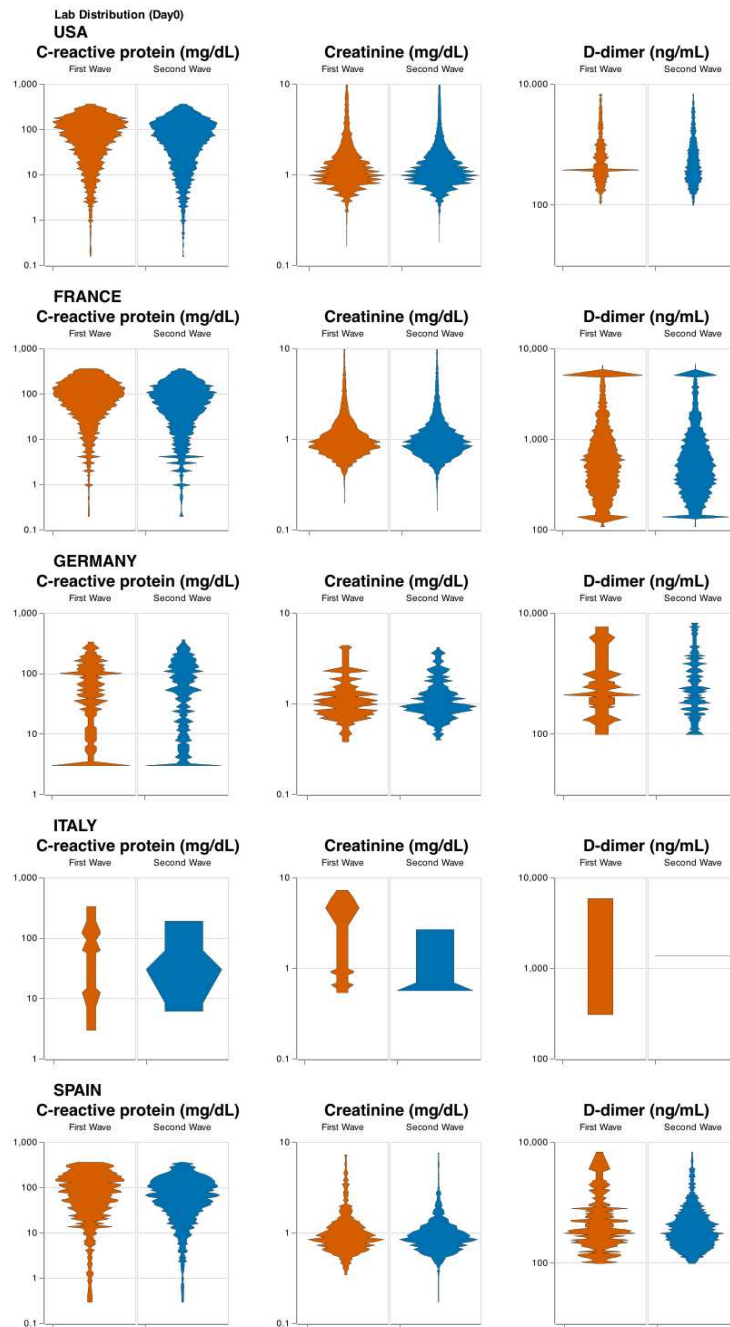 Lab Distribution (Day0)
USA
C-reactive protein (mg/dL) Creatinine (mg/dL) D-dimer (ng/mL)
First Wave Second Wave First Wave Second Wave First Wave Second Wave
1,000 10 10,000
100
10 1
100
1
0.1 0.1
FRANCE
C-reactive protein (mg/dL) Creatinine (mg/dL) D-dimer (ng/mL)
First Wave Second Wave First Wave Second Wave First Wave Second Wave
1,000 10 10,000
100
10 1 1,000
1
0.1 0.1 100
GERMANY
C-reactive protein (mg/dL) Creatinine (mg/dL) D-dimer (ng/mL)
First Wave Second Wave First Wave Second Wave First Wave Second Wave
1,000 10 10,000
100
1
10 100
1 0.1
ITALY
C-reactive protein (mg/dL) Creatinine (mg/dL) D-dimer (ng/mL)
First Wave Second Wave First Wave Second Wave First Wave Second Wave
1,000 10 10,000
100
1 1,000
10
1 0.1 100
SPAIN
C-reactive protein (mg/dL) Creatinine (mg/dL) D-dimer (ng/mL)
First Wave Second Wave First Wave Second Wave First Wave Second Wave
1,000 10 10,000
100
10 1
100
1
0.1 0.1